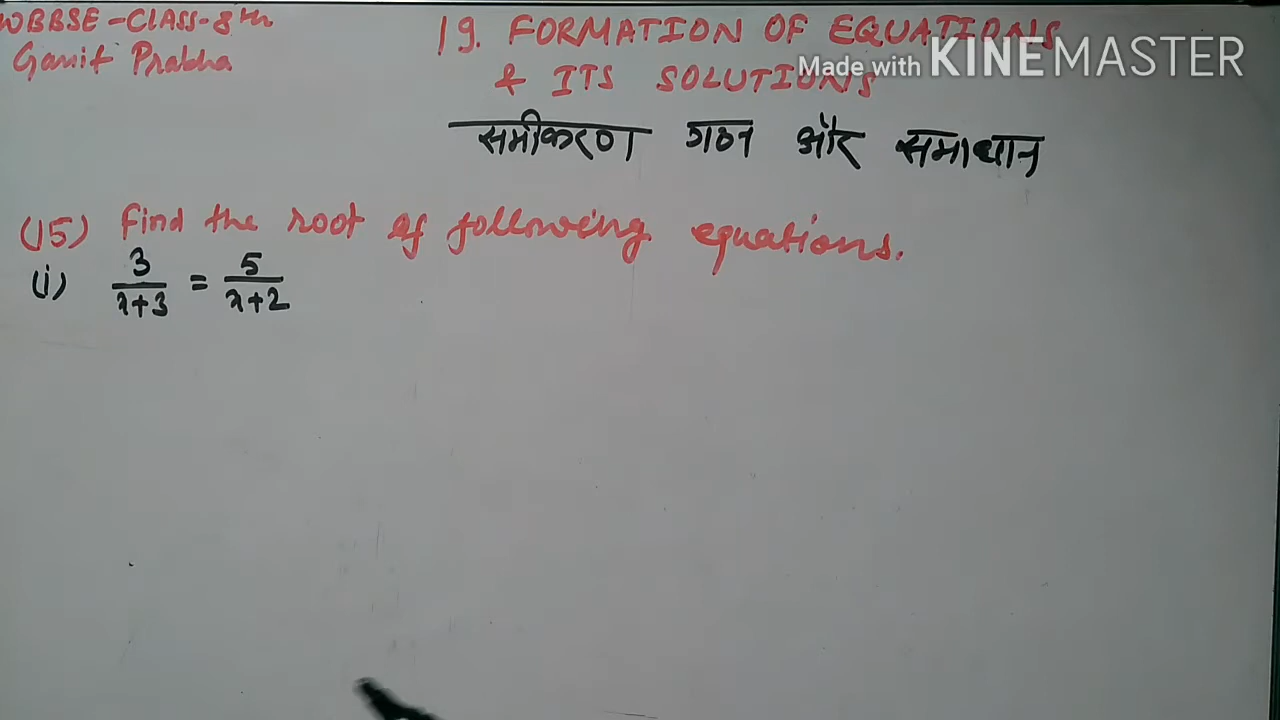 WBBSE-CLASS-8th
Ganit Prabha
19. FORMATION OF EQUATIONS
& ITS SOLUTIONS
Made with KINEMASTER
समीकरण गठन और समाधान
(15) Find the root of following equations.
(i) 3/x+3 = 5/x+2